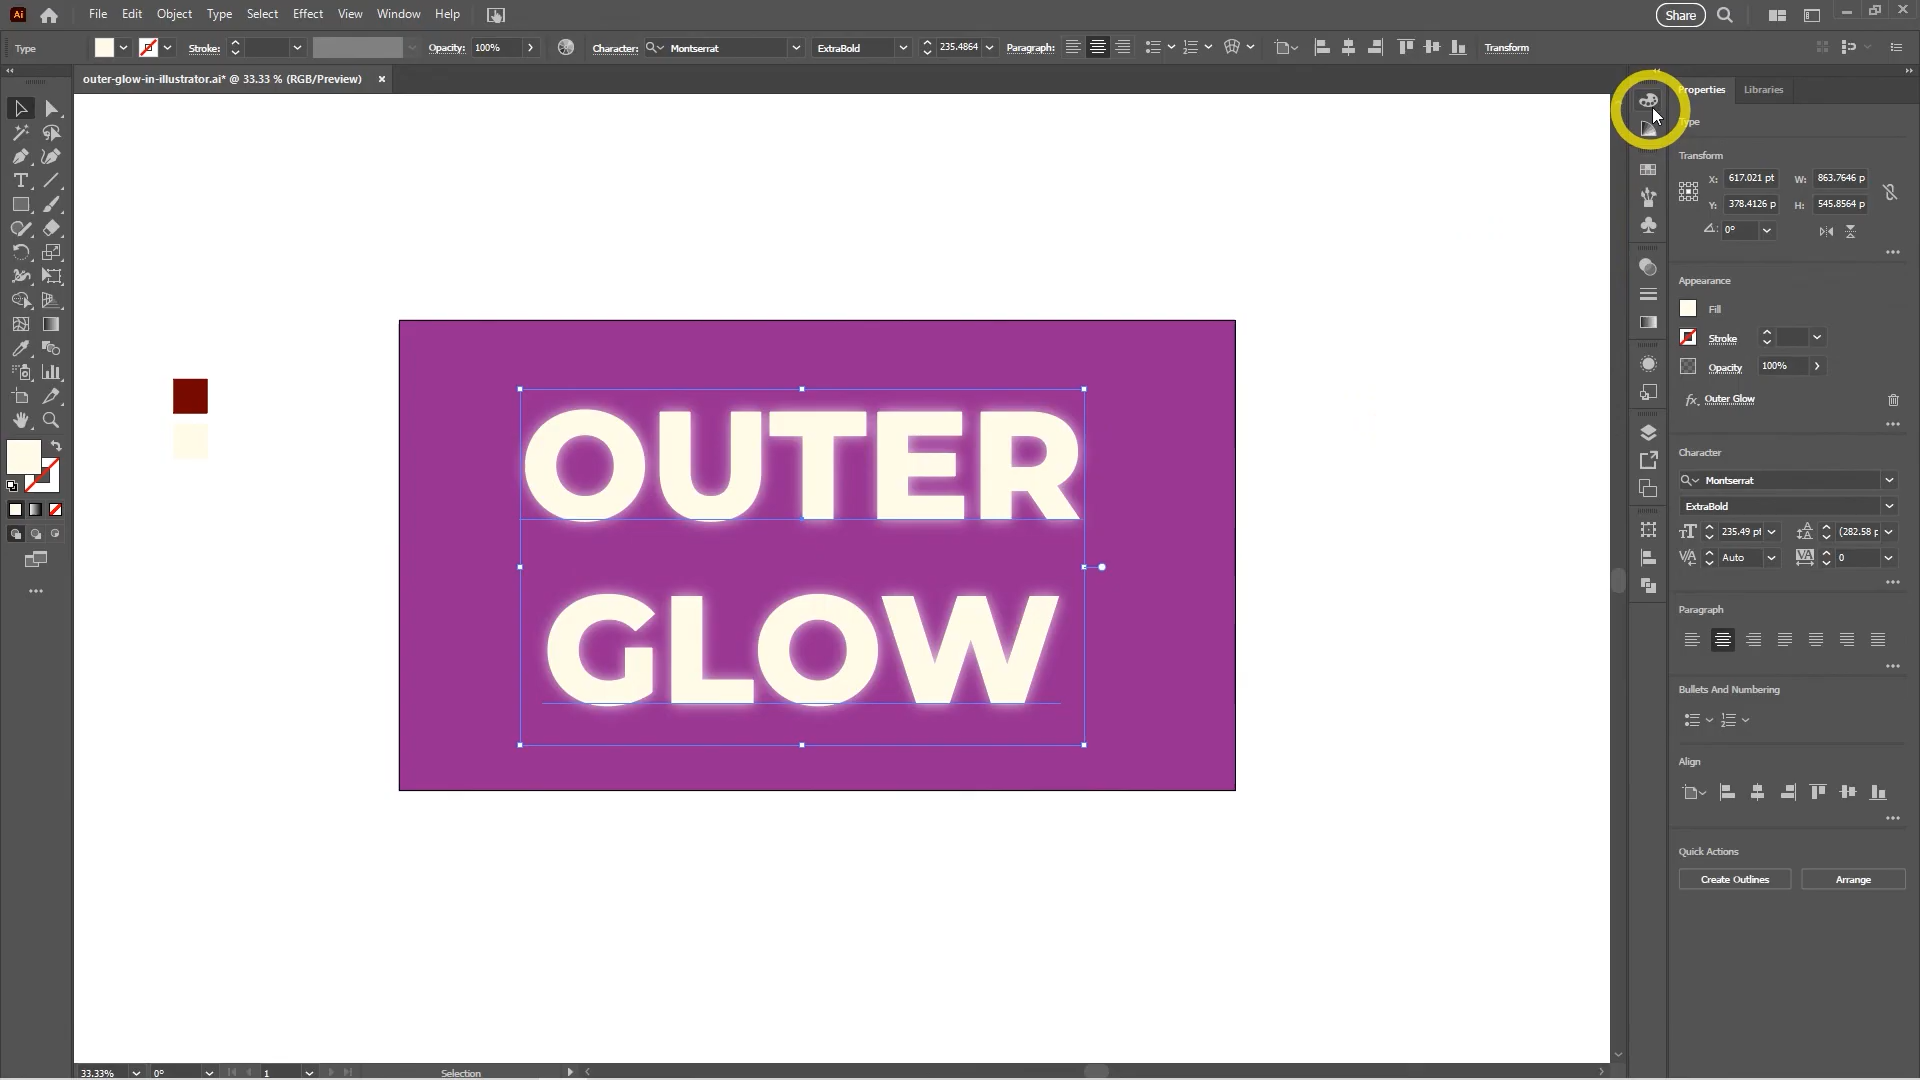 Ai File Edit Object Type Select Effect View Window Help Share
Type Stroke: Opacity: 100% Character: Montserrat ExtraBold 235.4864 Paragraph: Transform
outer-glow-in-illustrator.ai* @ 33.33 % (RGB/Preview) ×
Properties Libraries
Type
Transform
X: 617.021 pt W: 863.7646 p
Y: 378.4126 p H: 545.8564 p
0°
Appearance
Fill
Stroke
Opacity 100%
fx. Outer Glow
OUTER
GLOW
Character
Montserrat
ExtraBold
235.49 pt (282.58 p
Auto 0
Paragraph
Bullets And Numbering
Align
Quick Actions
Create Outlines Arrange
33.33% 0° 1 Selection